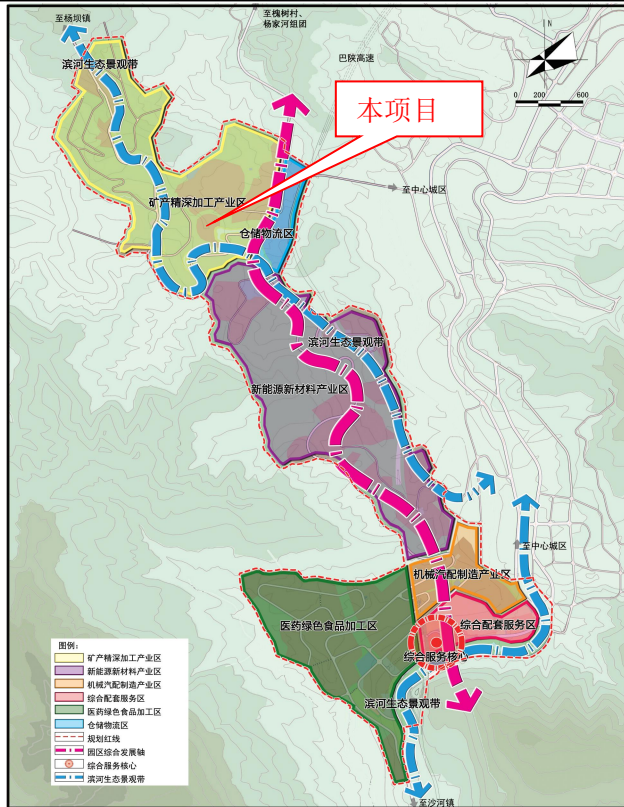 至杨坝镇
至槐树村、
杨家河组团
巴陕高速
N
0 200 600
滨河生态景观带
本项目
至中心城区
矿产精深加工产业区
仓储物流区
滨河生态景观带
新能源新材料产业区
至中心城区
机械汽配制造产业区
医药绿色食品加工区
综合配套服务区
综合服务核心
滨河生态景观带
至沙河镇
图例：
矿产精深加工产业区
新能源新材料产业区
机械汽配制造产业区
综合配套服务区
医药绿色食品加工区
仓储物流区
规划红线
园区综合发展轴
综合服务核心
滨河生态景观带